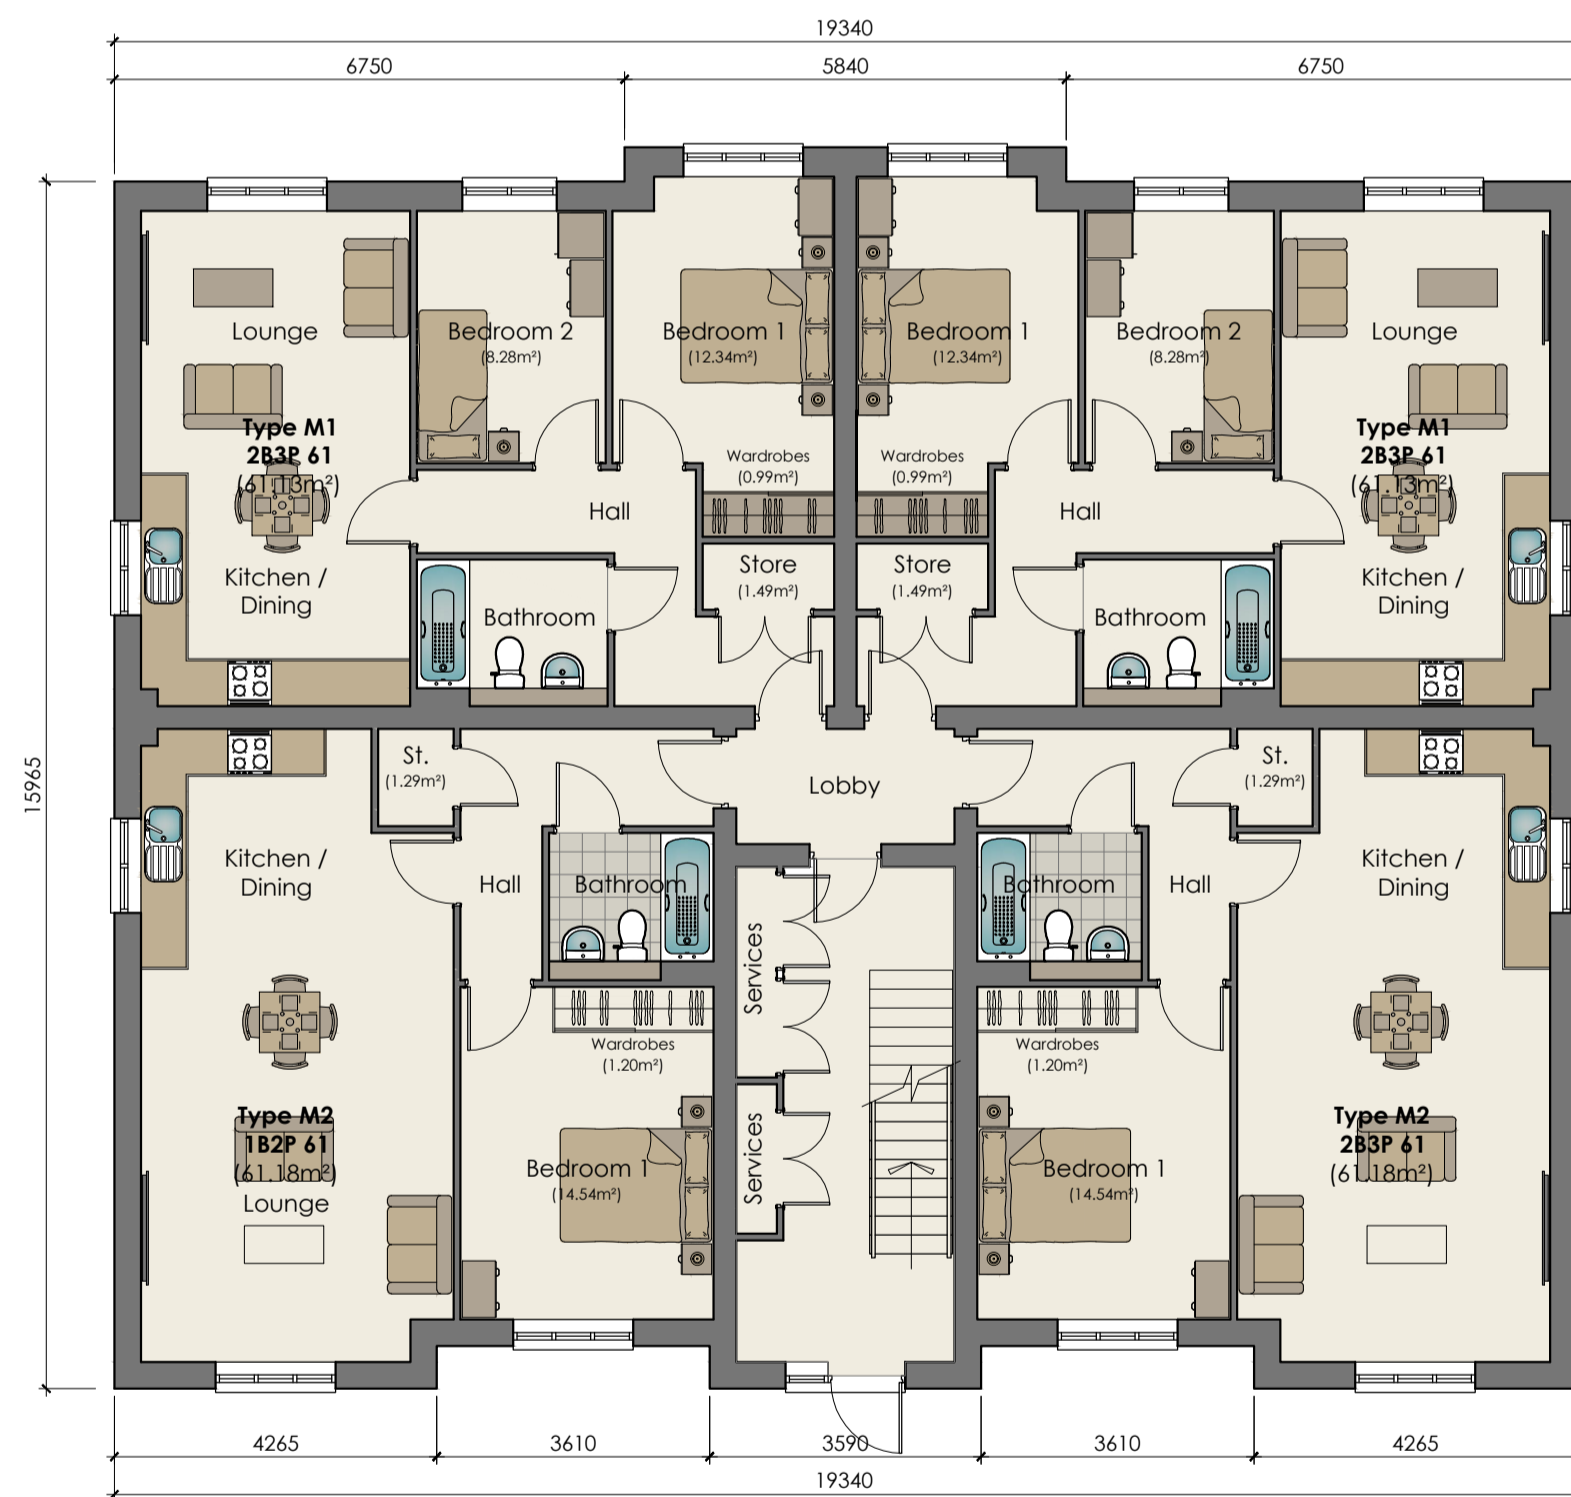 19340
6750
5840
6750
15965
Lounge
Bedroom 2
(8.28m²)
Bedroom 1
(12.34m²)
Bedroom 1
(12.34m²)
Bedroom 2
(8.28m²)
Lounge
Type M1
2B3P 61
(61.13m²)
Wardrobes
(0.99m²)
Wardrobes
(0.99m²)
Type M1
2B3P 61
(61.13m²)
Hall
Hall
Kitchen /
Dining
Store
(1.49m²)
Store
(1.49m²)
Kitchen /
Dining
Bathroom
Bathroom
St.
(1.29m²)
Lobby
St.
(1.29m²)
Kitchen /
Dining
Hall
Bathroom
Bathroom
Hall
Kitchen /
Dining
Services
Wardrobes
(1.20m²)
Wardrobes
(1.20m²)
Type M2
1B2P 61
(61.18m²)
Lounge
Bedroom 1
(14.54m²)
Services
Bedroom 1
(14.54m²)
Type M2
2B3P 61
(61.18m²)
4265
3610
3590
3610
4265
19340